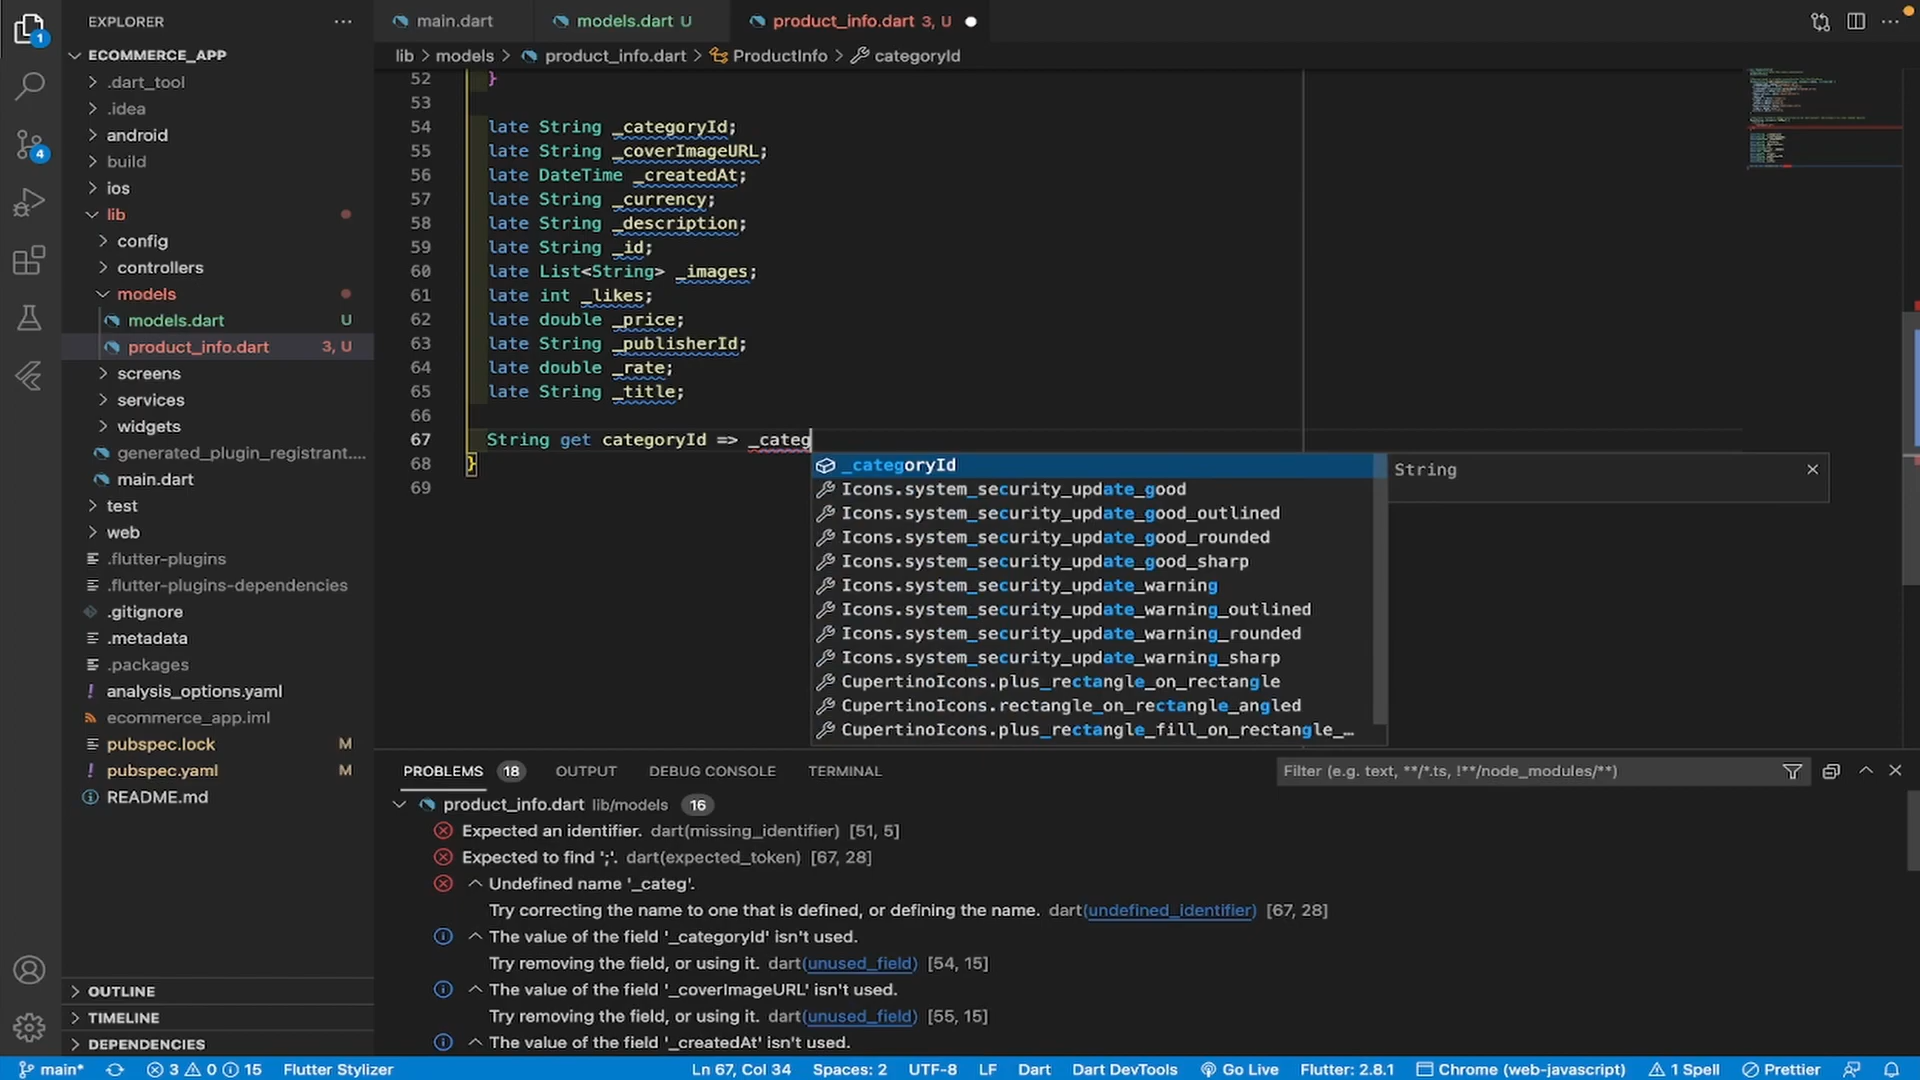 EXPLORER
ECOMMERCE_APP
.dart_tool
.idea
android
build
ios
lib
config
controllers
models
models.dart U
product_info.dart 3, U
screens
services
widgets
generated_plugin_registrant....
main.dart
test
web
.flutter-plugins
.flutter-plugins-dependencies
.gitignore
.metadata
.packages
analysis_options.yaml
ecommerce_app.iml
pubspec.lock M
pubspec.yaml M
README.md
OUTLINE
TIMELINE
DEPENDENCIES
1
4
main.dart models.dart U product_info.dart 3, U
lib > models > product_info.dart > ProductInfo > categoryId
52 }
53
54 late String _categoryId;
55 late String _coverImageURL;
56 late DateTime _createdAt;
57 late String _currency;
58 late String _description;
59 late String _id;
60 late List<String> _images;
61 late int _likes;
62 late double _price;
63 late String _publisherId;
64 late double _rate;
65 late String _title;
66
67 String get categoryId => _categ
68 }
69
_categoryId
Icons.system_security_update_good
Icons.system_security_update_good_outlined
Icons.system_security_update_good_rounded
Icons.system_security_update_good_sharp
Icons.system_security_update_warning
Icons.system_security_update_warning_outlined
Icons.system_security_update_warning_rounded
Icons.system_security_update_warning_sharp
CupertinoIcons.plus_rectangle_on_rectangle
CupertinoIcons.rectangle_on_rectangle_angled
CupertinoIcons.plus_rectangle_fill_on_rectangle_…
String
PROBLEMS 18 OUTPUT DEBUG CONSOLE TERMINAL
Filter (e.g. text, **/*.ts, !**/node_modules/**)
product_info.dart lib/models 16
Expected an identifier. dart(missing_identifier) [51, 5]
Expected to find ';'. dart(expected_token) [67, 28]
Undefined name '_categ'.
Try correcting the name to one that is defined, or defining the name. dart(undefined_identifier) [67, 28]
The value of the field '_categoryId' isn't used.
Try removing the field, or using it. dart(unused_field) [54, 15]
The value of the field '_coverImageURL' isn't used.
Try removing the field, or using it. dart(unused_field) [55, 15]
The value of the field '_createdAt' isn't used.
main* 3 0 15 Flutter Stylizer Ln 67, Col 34 Spaces: 2 UTF-8 LF Dart Dart DevTools Go Live Flutter: 2.8.1 Chrome (web-javascript) 1 Spell Prettier